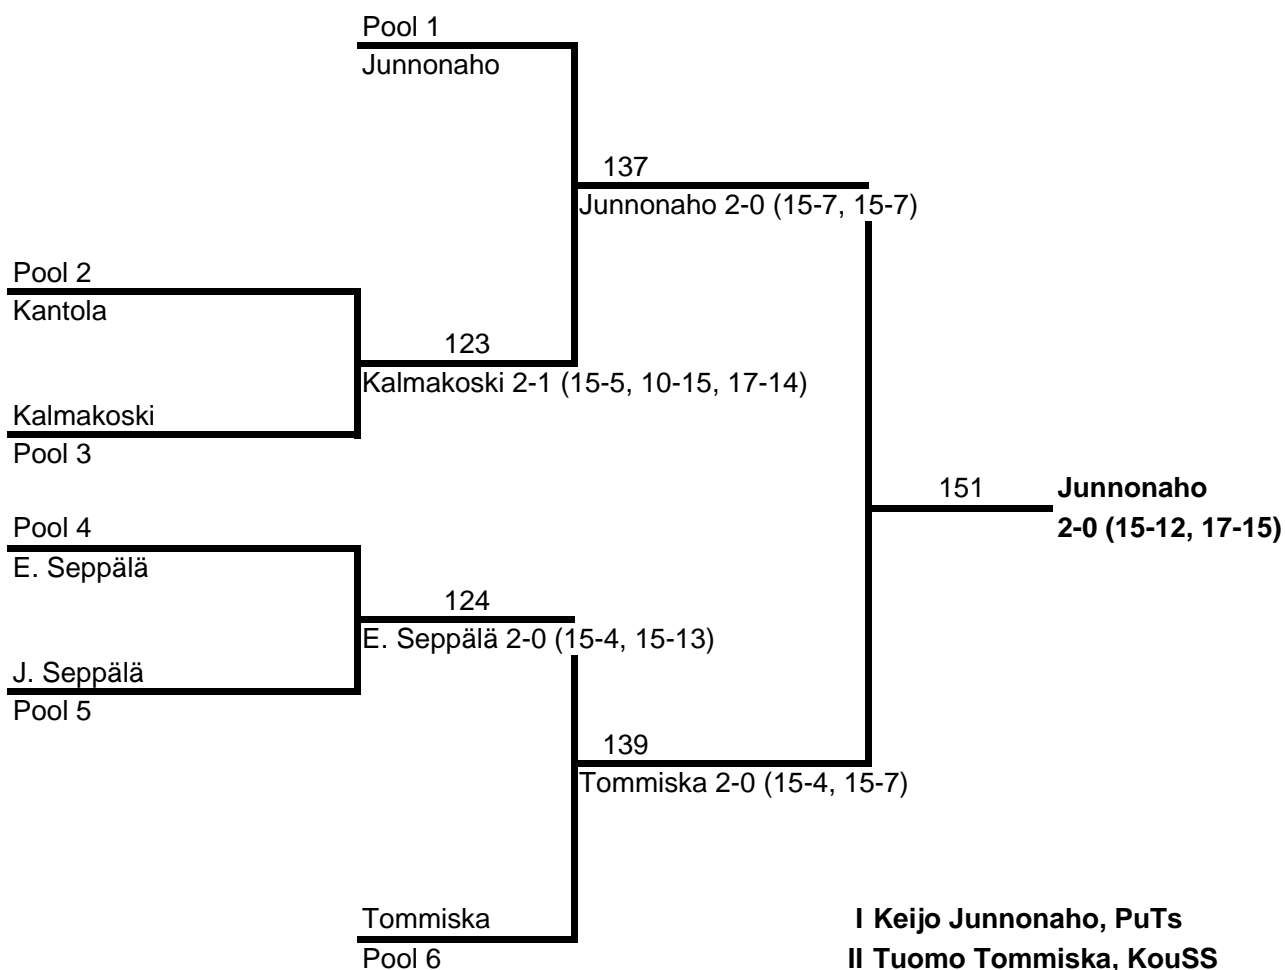 Pool 1
Junnonaho
137
Junnonaho 2-0 (15-7, 15-7)
Pool 2
Kantola
123
Kalmakoski 2-1 (15-5, 10-15, 17-14)
Kalmakoski
Pool 3
151
Junnonaho
2-0 (15-12, 17-15)
Pool 4
E. Seppälä
124
E. Seppälä 2-0 (15-4, 15-13)
J. Seppälä
Pool 5
139
Tommiska 2-0 (15-4, 15-7)
Tommiska
Pool 6
I Keijo Junnonaho, PuTs
II Tuomo Tommiska, KouSS